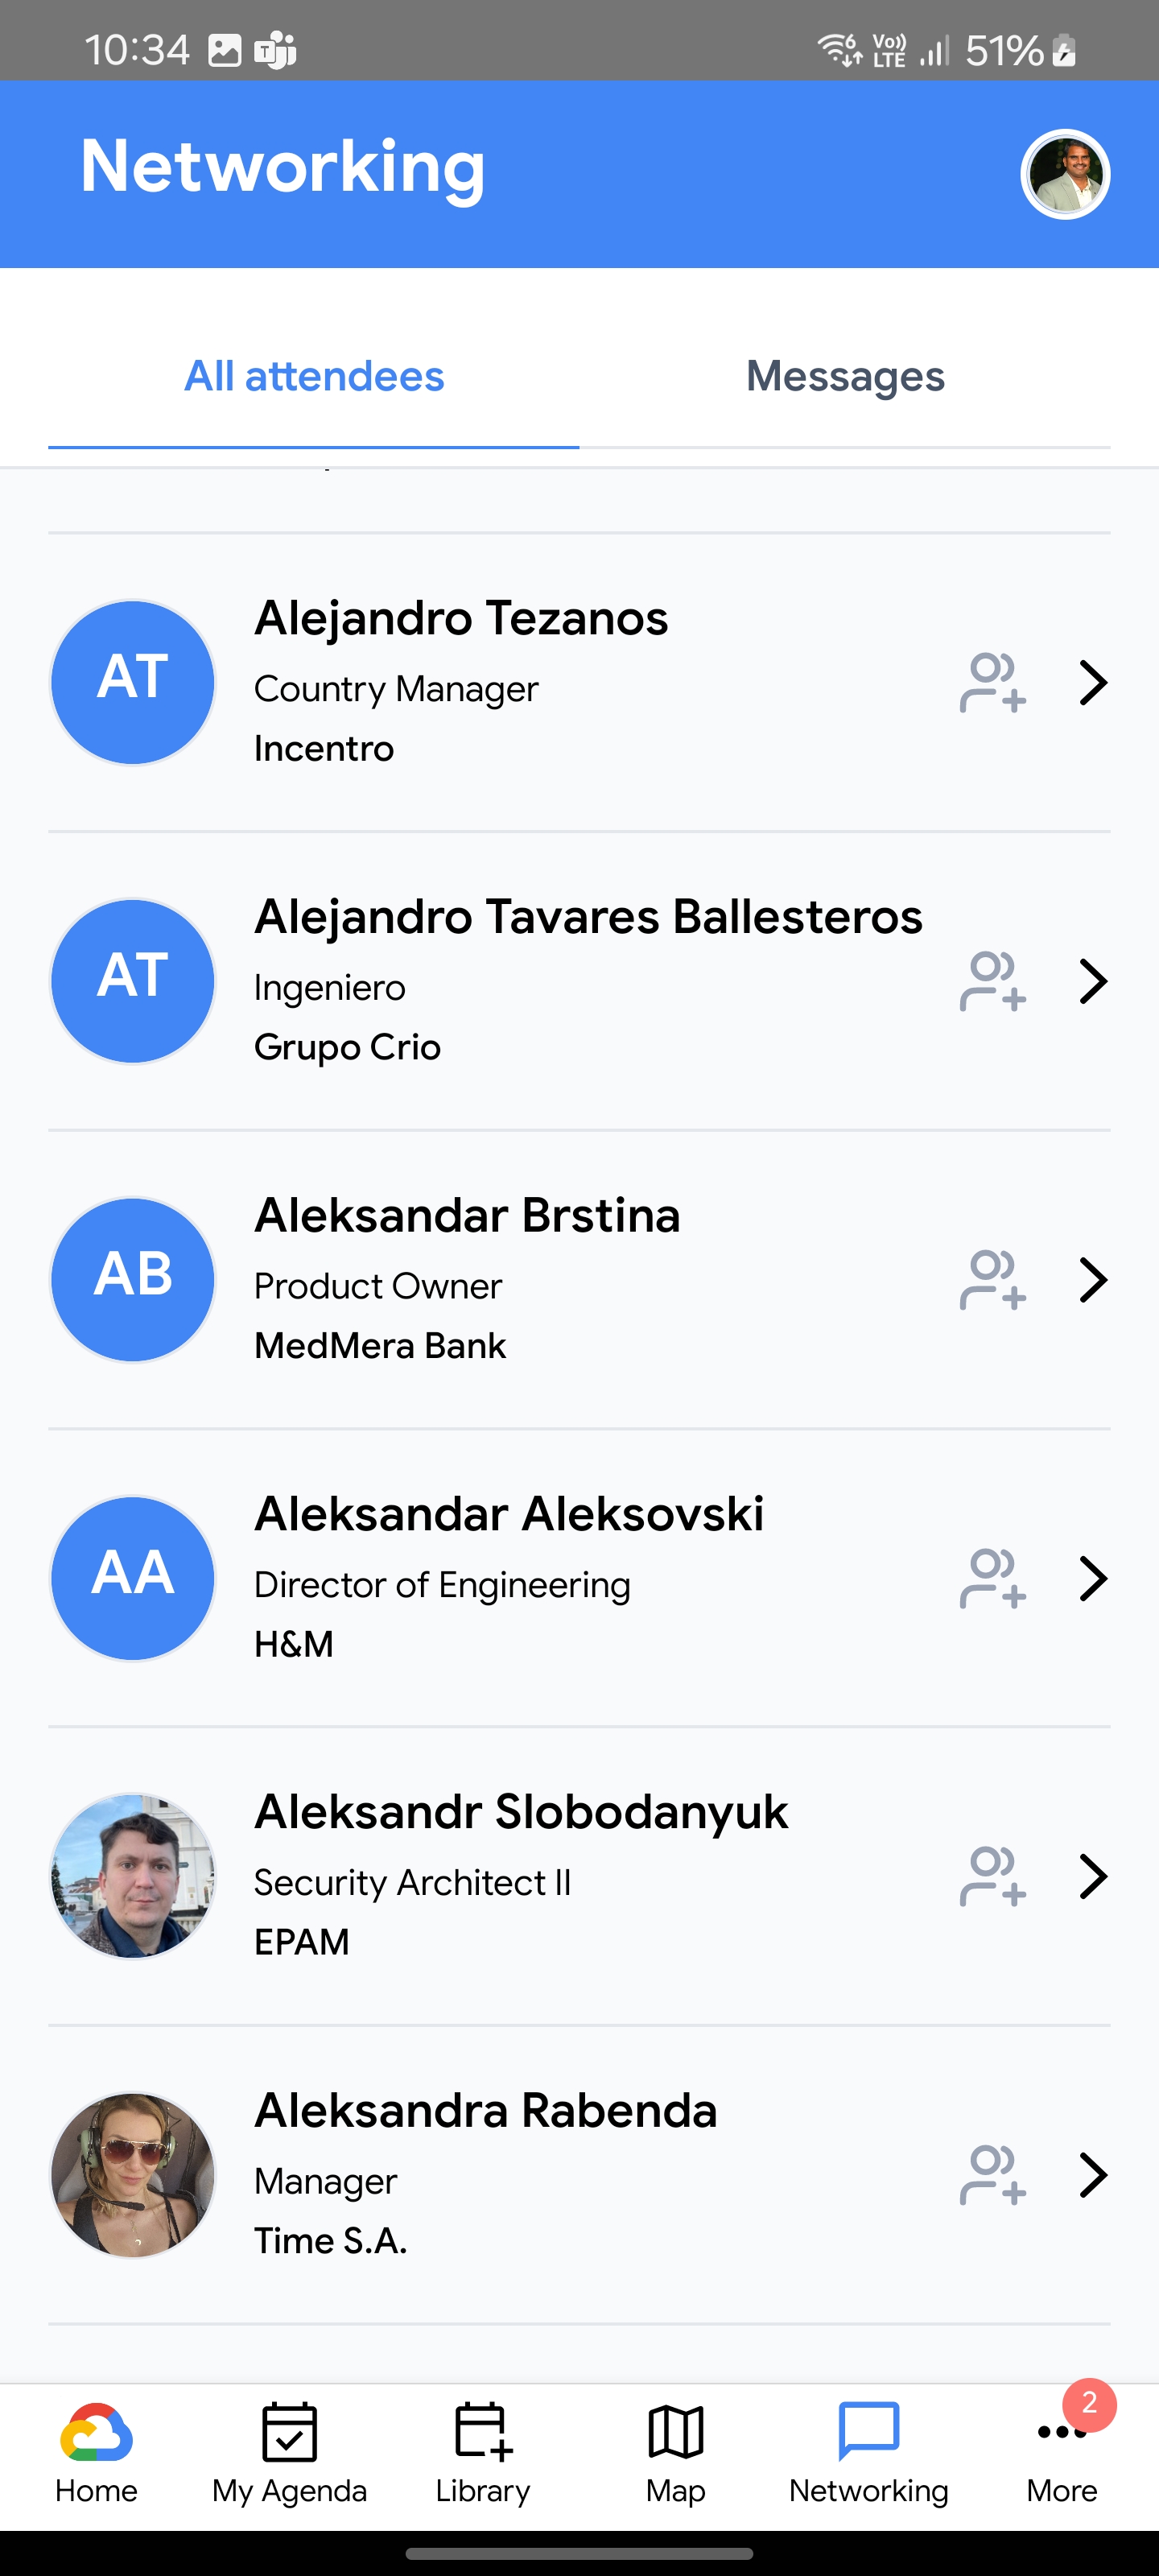 10:34
Vo)) LTE
51%
Networking
All attendees
Messages
AT
Alejandro Tezanos
Country Manager
Incentro
AT
Alejandro Tavares Ballesteros
Ingeniero
Grupo Crio
AB
Aleksandar Brstina
Product Owner
MedMera Bank
AA
Aleksandar Aleksovski
Director of Engineering
H&M
Aleksandr Slobodanyuk
Security Architect II
EPAM
Aleksandra Rabenda
Manager
Time S.A.
2
Home
My Agenda
Library
Map
Networking
More